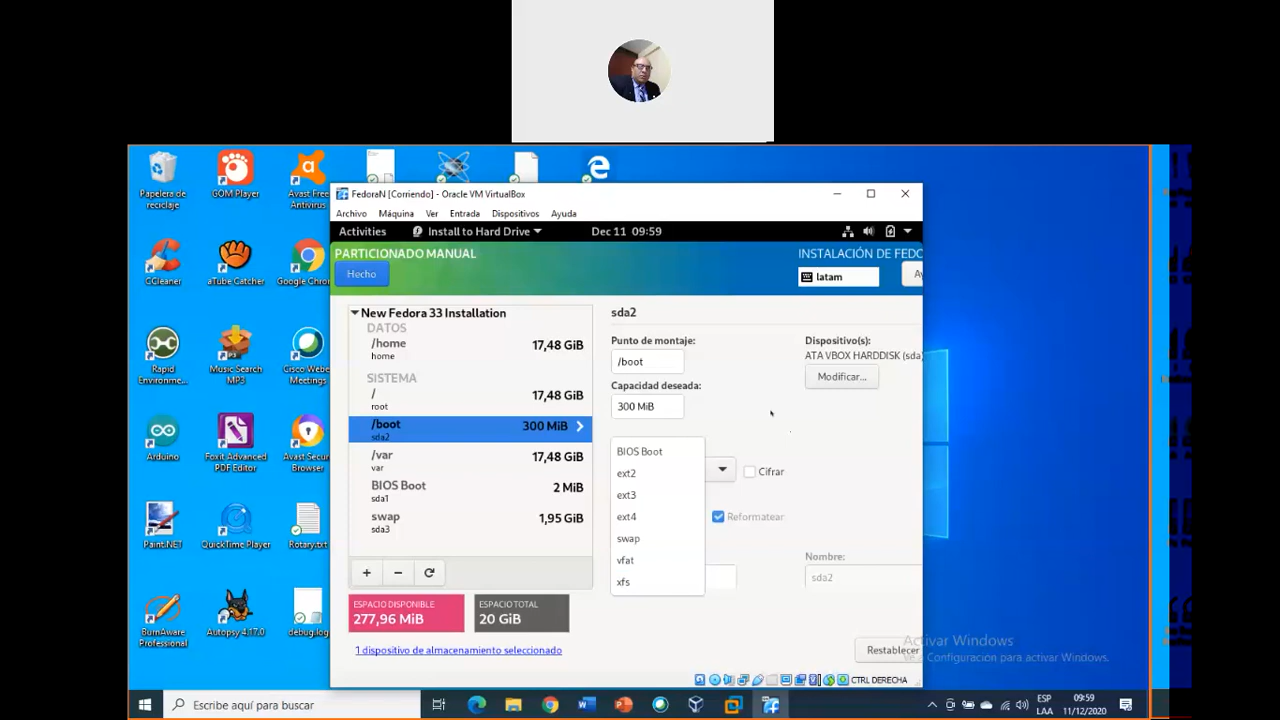 Papelera de
reciclaje
GOM Player
Avast Free
Antivirus
CCleaner
aTube Catcher
Google Chro...
Rapid
Environme...
Music Search
MP3
Cisco Webex
Meetings
Arduino
Foxit Advanced
PDF Editor
Avast Secur...
Browser
Paint.NET
QuickTime Player
Rotary.txt
BurnAware
Professional
Autopsy 4.17.0
debug.log
FedoraN [Corriendo] - Oracle VM VirtualBox
Archivo Máquina Ver Entrada Dispositivos Ayuda
Activities Install to Hard Drive Dec 11 09:59
PARTICIONADO MANUAL
INSTALACIÓN DE FEDO
Hecho
latam
Ay
New Fedora 33 Installation
DATOS
/home 17,48 GiB
home
SISTEMA
/ 17,48 GiB
root
/boot 300 MiB
sda2
/var 17,48 GiB
var
BIOS Boot 2 MiB
sda1
swap 1,95 GiB
sda3
+ −
ESPACIO DISPONIBLE
277,96 MiB
ESPACIO TOTAL
20 GiB
1 dispositivo de almacenamiento seleccionado
sda2
Punto de montaje:
/boot
Capacidad deseada:
300 MiB
BIOS Boot
ext2
ext3
ext4
swap
vfat
xfs
Cifrar
Reformatear
Dispositivo(s):
ATA VBOX HARDDISK (sda
Modificar...
Nombre:
sda2
Restablecer
Activar Windows
Ve a Configuración para activar Windows.
CTRL DERECHA
Escribe aquí para buscar
ESP
LAA
09:59
11/12/2020